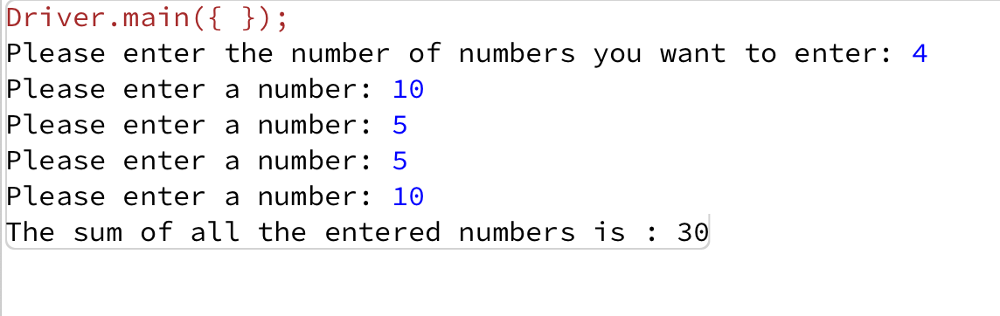 Driver.main({ });
Please enter the number of numbers you want to enter: 4
Please enter a number: 10
Please enter a number: 5
Please enter a number: 5
Please enter a number: 10
The sum of all the entered numbers is : 30